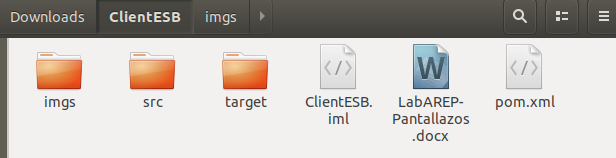 Downloads ClientESB imgs
imgs src target ClientESB. LabAREP- pom.xml
iml Pantallazos
.docx